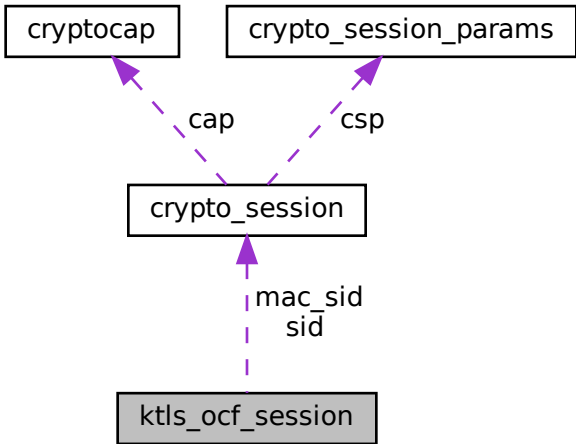 cryptocap
crypto_session_params
cap
csp
crypto_session
mac_sid
sid
ktls_ocf_session